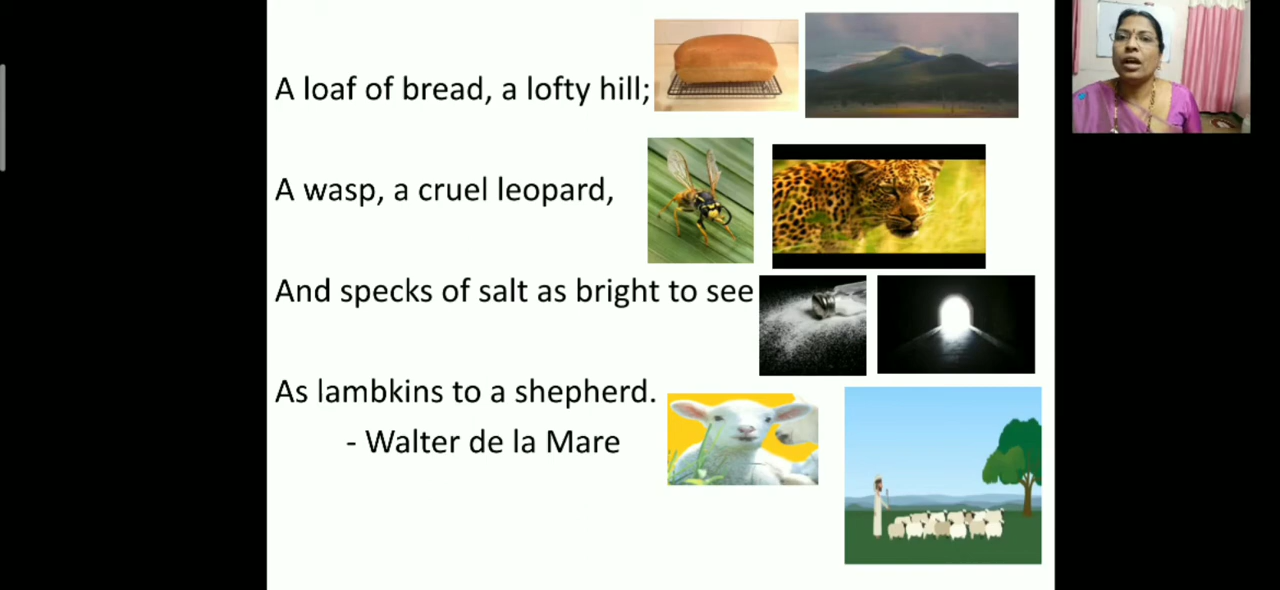 A loaf of bread, a lofty hill;
A wasp, a cruel leopard,
And specks of salt as bright to see
As lambkins to a shepherd.
- Walter de la Mare